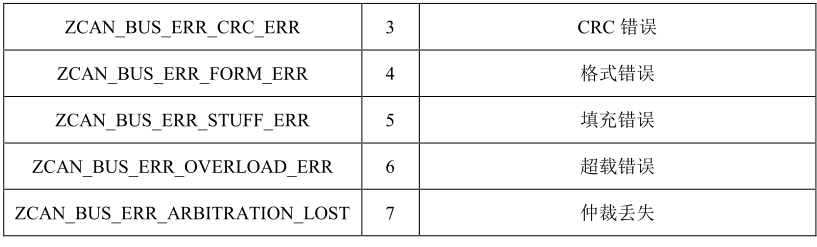 ZCAN_BUS_ERR_CRC_ERR 3 CRC 错误
ZCAN_BUS_ERR_FORM_ERR 4 格式错误
ZCAN_BUS_ERR_STUFF_ERR 5 填充错误
ZCAN_BUS_ERR_OVERLOAD_ERR 6 超载错误
ZCAN_BUS_ERR_ARBITRATION_LOST 7 仲裁丢失